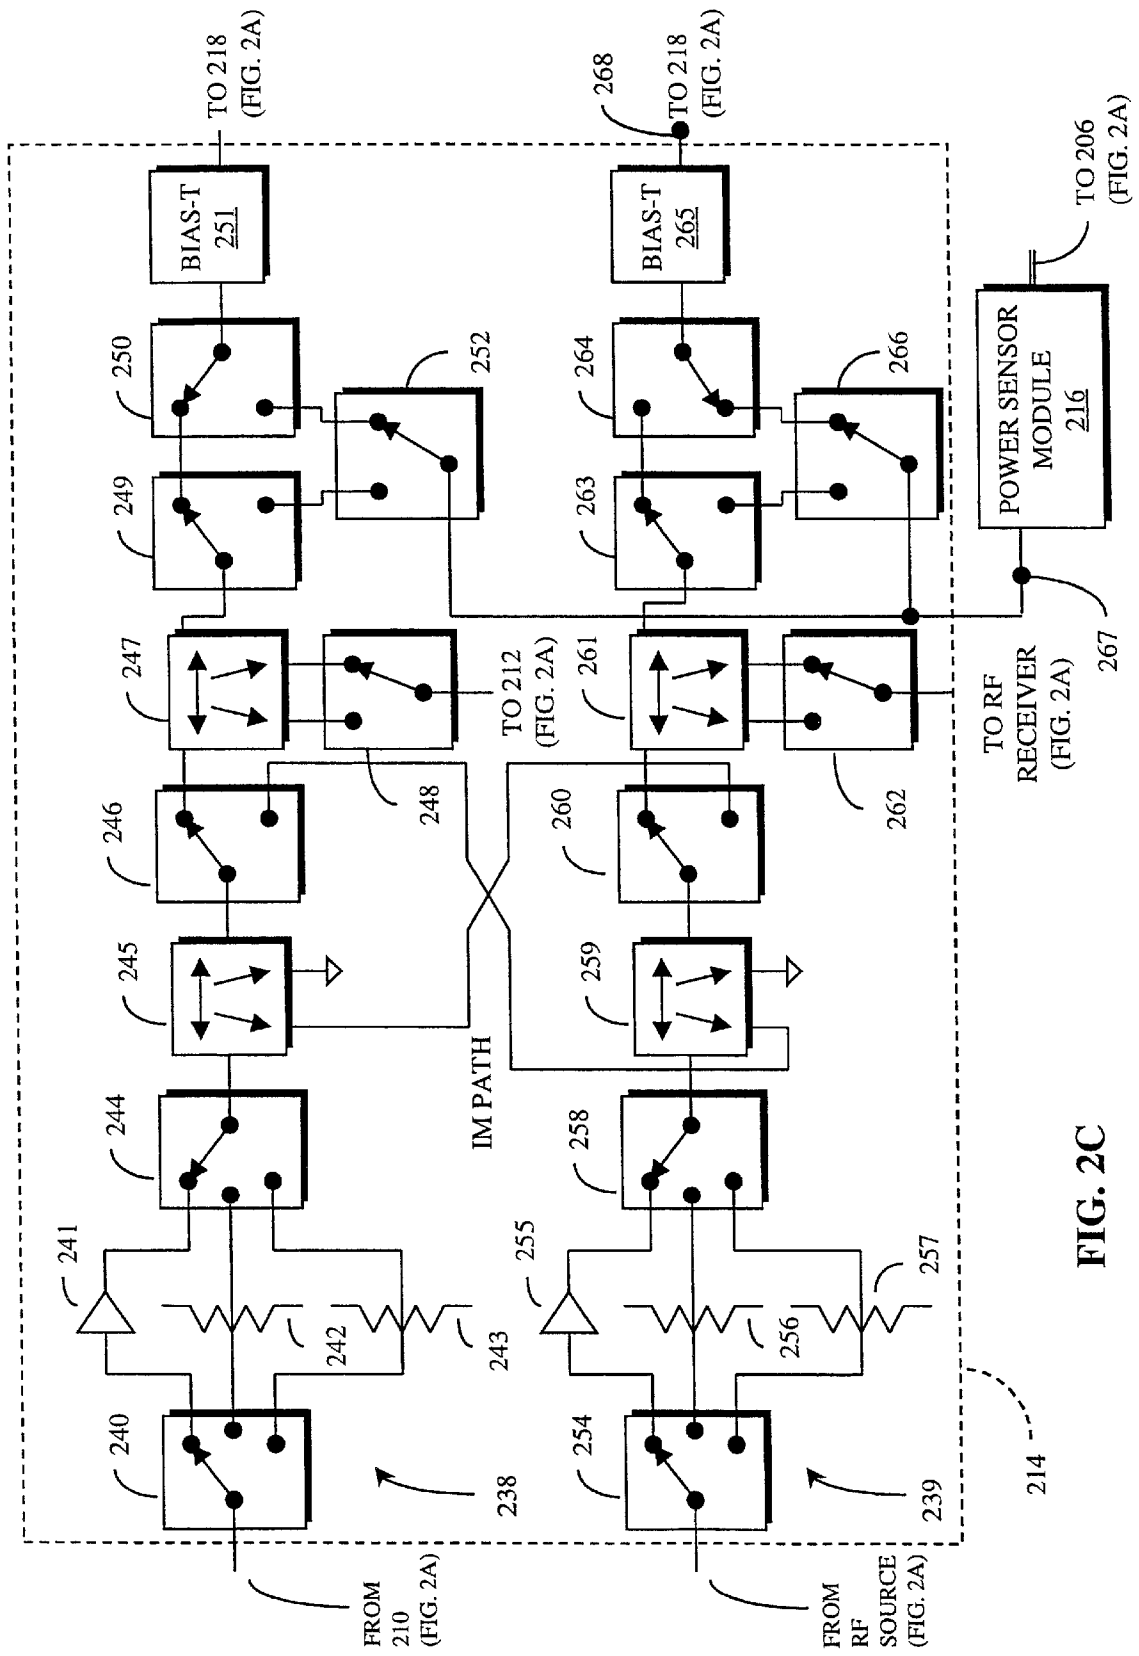 TO 218
(FIG. 2A)
268
TO 218
(FIG. 2A)
TO 206
(FIG. 2A)
BIAS-T
251
BIAS-T
265
250
252
264
266
POWER SENSOR
MODULE
216
249
263
247
TO 212
(FIG. 2A)
261
TO RF
RECEIVER
(FIG. 2A)
267
246
248
260
262
245
259
IM PATH
244
258
241
242
243
255
256
257
240
238
254
239
214
FROM
210
(FIG. 2A)
FROM
RF
SOURCE
(FIG. 2A)
FIG. 2C